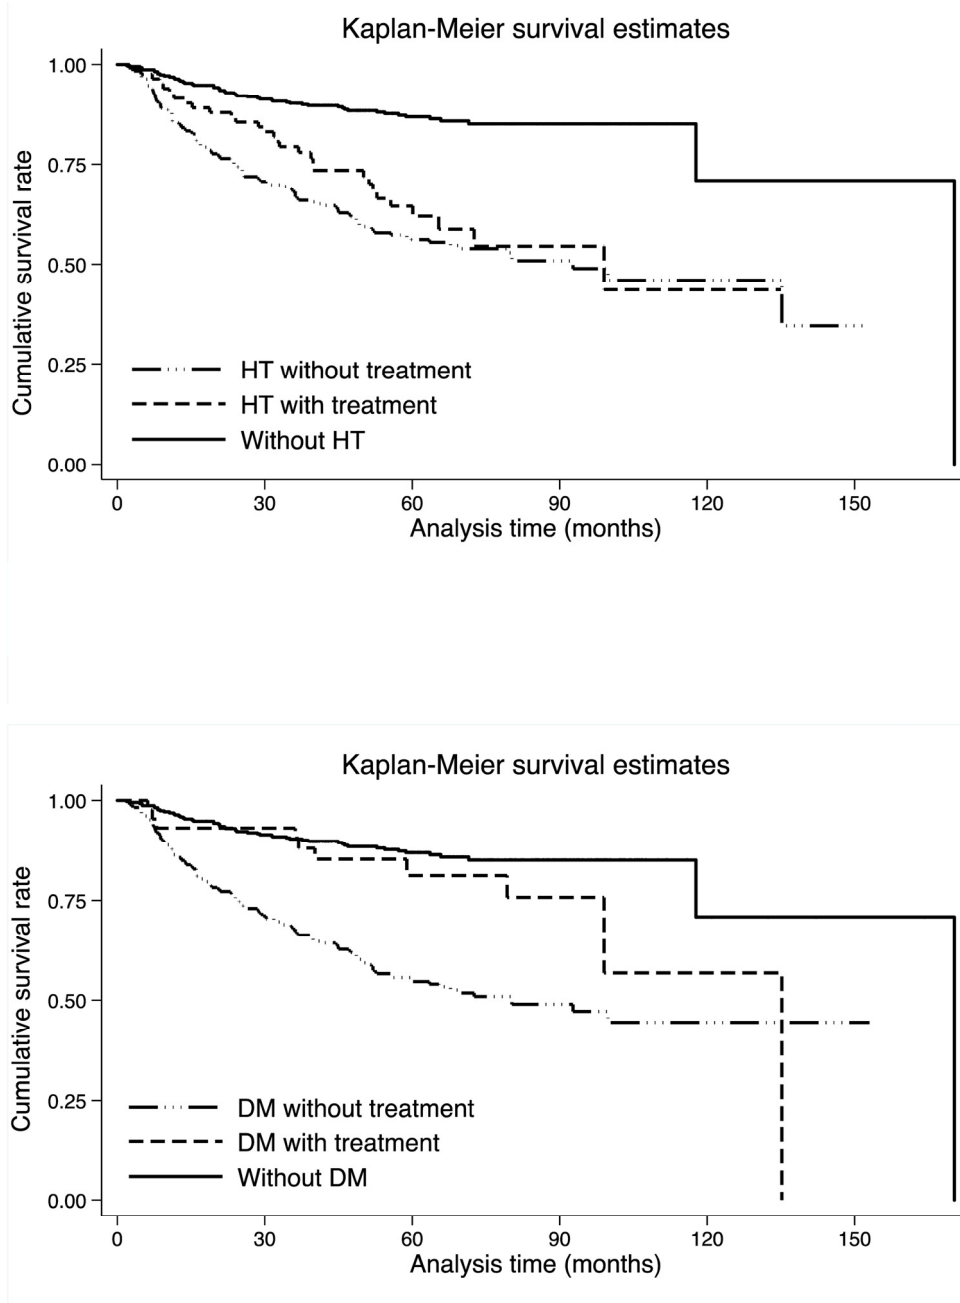 Kaplan-Meier survival estimates
1.00
0.75
0.50
0.25
0.00
Cumulative survival rate
HT without treatment
HT with treatment
Without HT
0 30 60 90 120 150
Analysis time (months)
Kaplan-Meier survival estimates
1.00
0.75
0.50
0.25
0.00
Cumulative survival rate
DM without treatment
DM with treatment
Without DM
0 30 60 90 120 150
Analysis time (months)